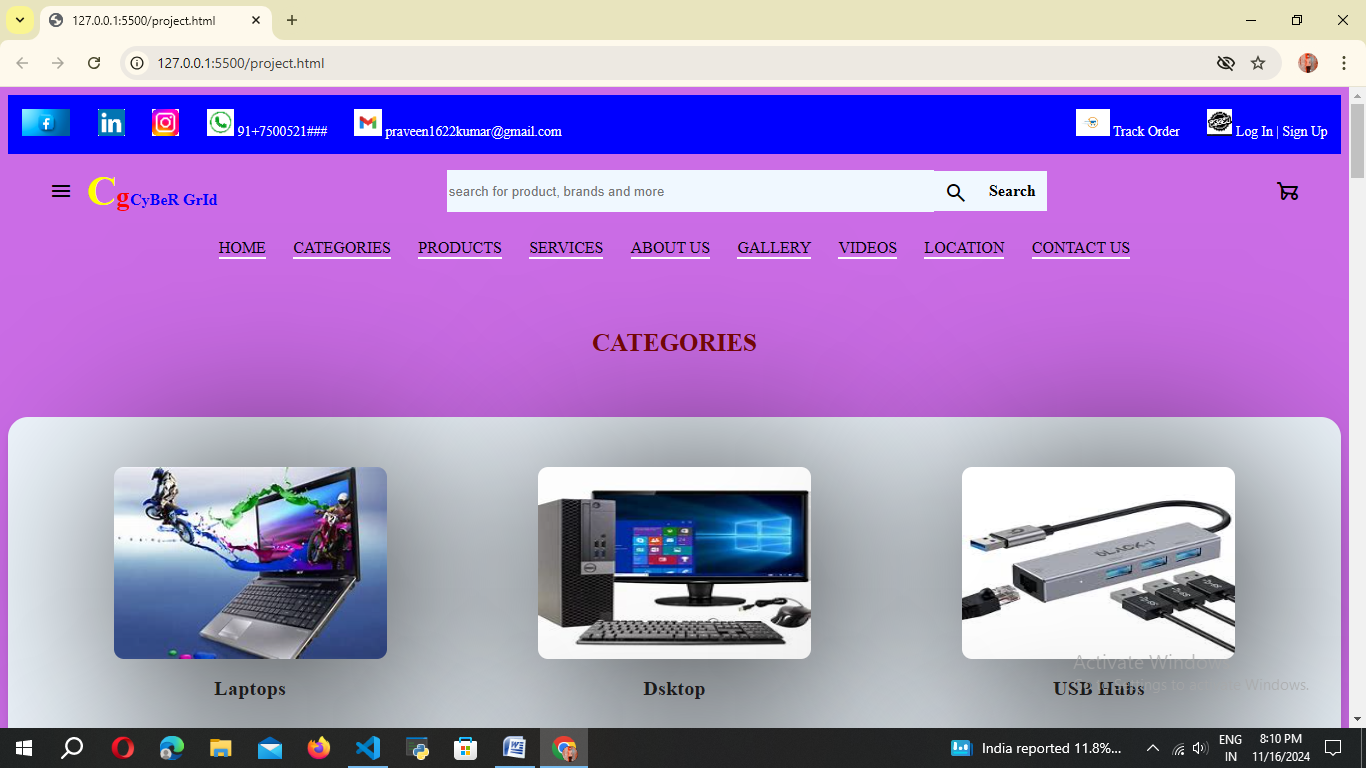 127.0.0.1:5500/project.html
127.0.0.1:5500/project.html
91+7500521### praveen1622kumar@gmail.com Track Order Log In | Sign Up
CgCyBeR GrId search for product, brands and more Search
HOME CATEGORIES PRODUCTS SERVICES ABOUT US GALLERY VIDEOS LOCATION CONTACT US
CATEGORIES
BLACK-i
Activate Windows
Laptops Dsktop USB Hubs
Go to Settings to activate Windows.
India reported 11.8%...
ENG
IN
8:10 PM
11/16/2024